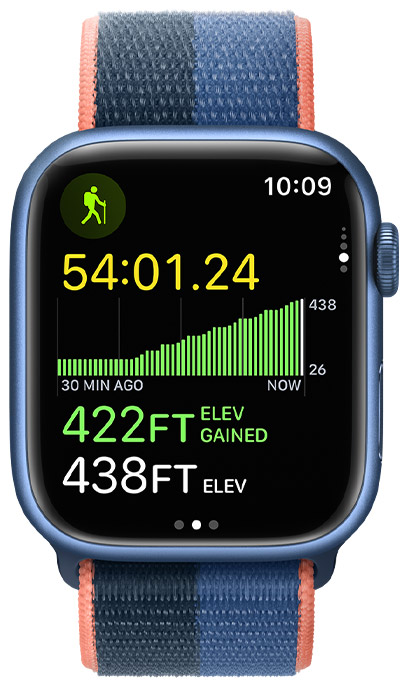 10:09
54:01.24
438
26
30 MIN AGO NOW
422FT ELEV GAINED
438FT ELEV